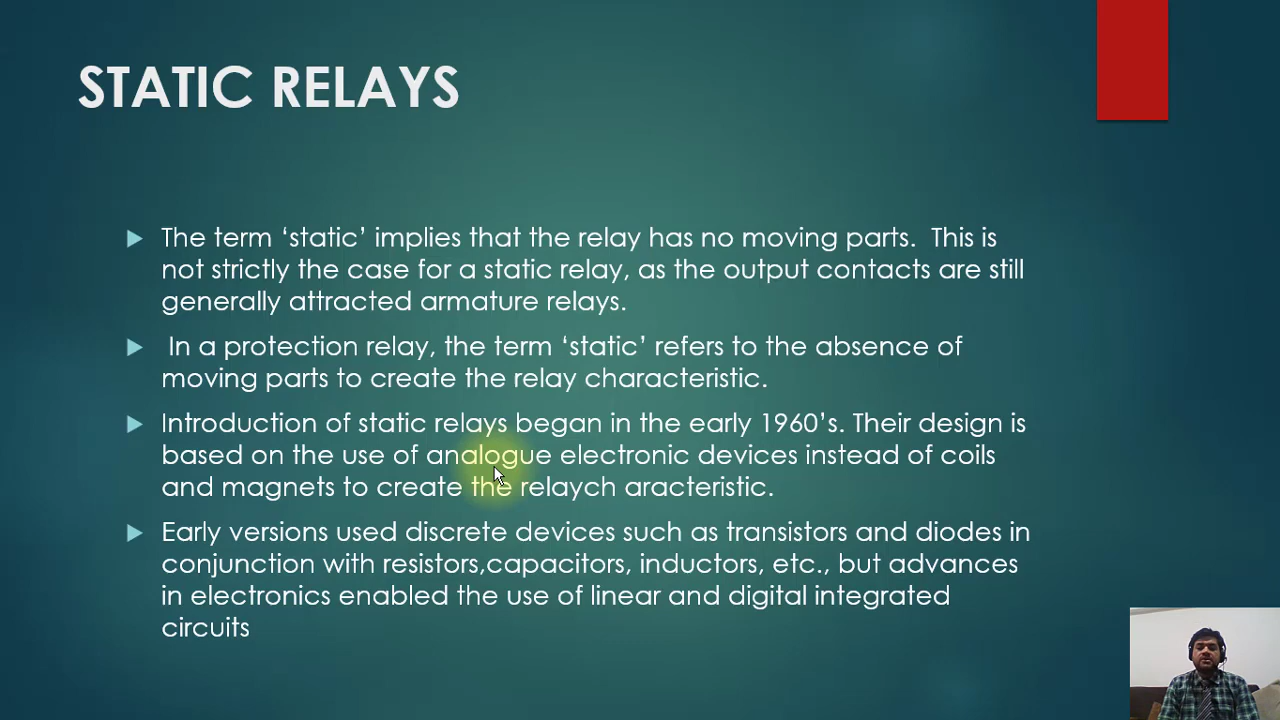 STATIC RELAYS
The term ‘static’ implies that the relay has no moving parts.  This is
not strictly the case for a static relay, as the output contacts are still
generally attracted armature relays.
In a protection relay, the term ‘static’ refers to the absence of
moving parts to create the relay characteristic.
Introduction of static relays began in the early 1960’s. Their design is
based on the use of analogue electronic devices instead of coils
and magnets to create the relaych aracteristic.
Early versions used discrete devices such as transistors and diodes in
conjunction with resistors,capacitors, inductors, etc., but advances
in electronics enabled the use of linear and digital integrated
circuits